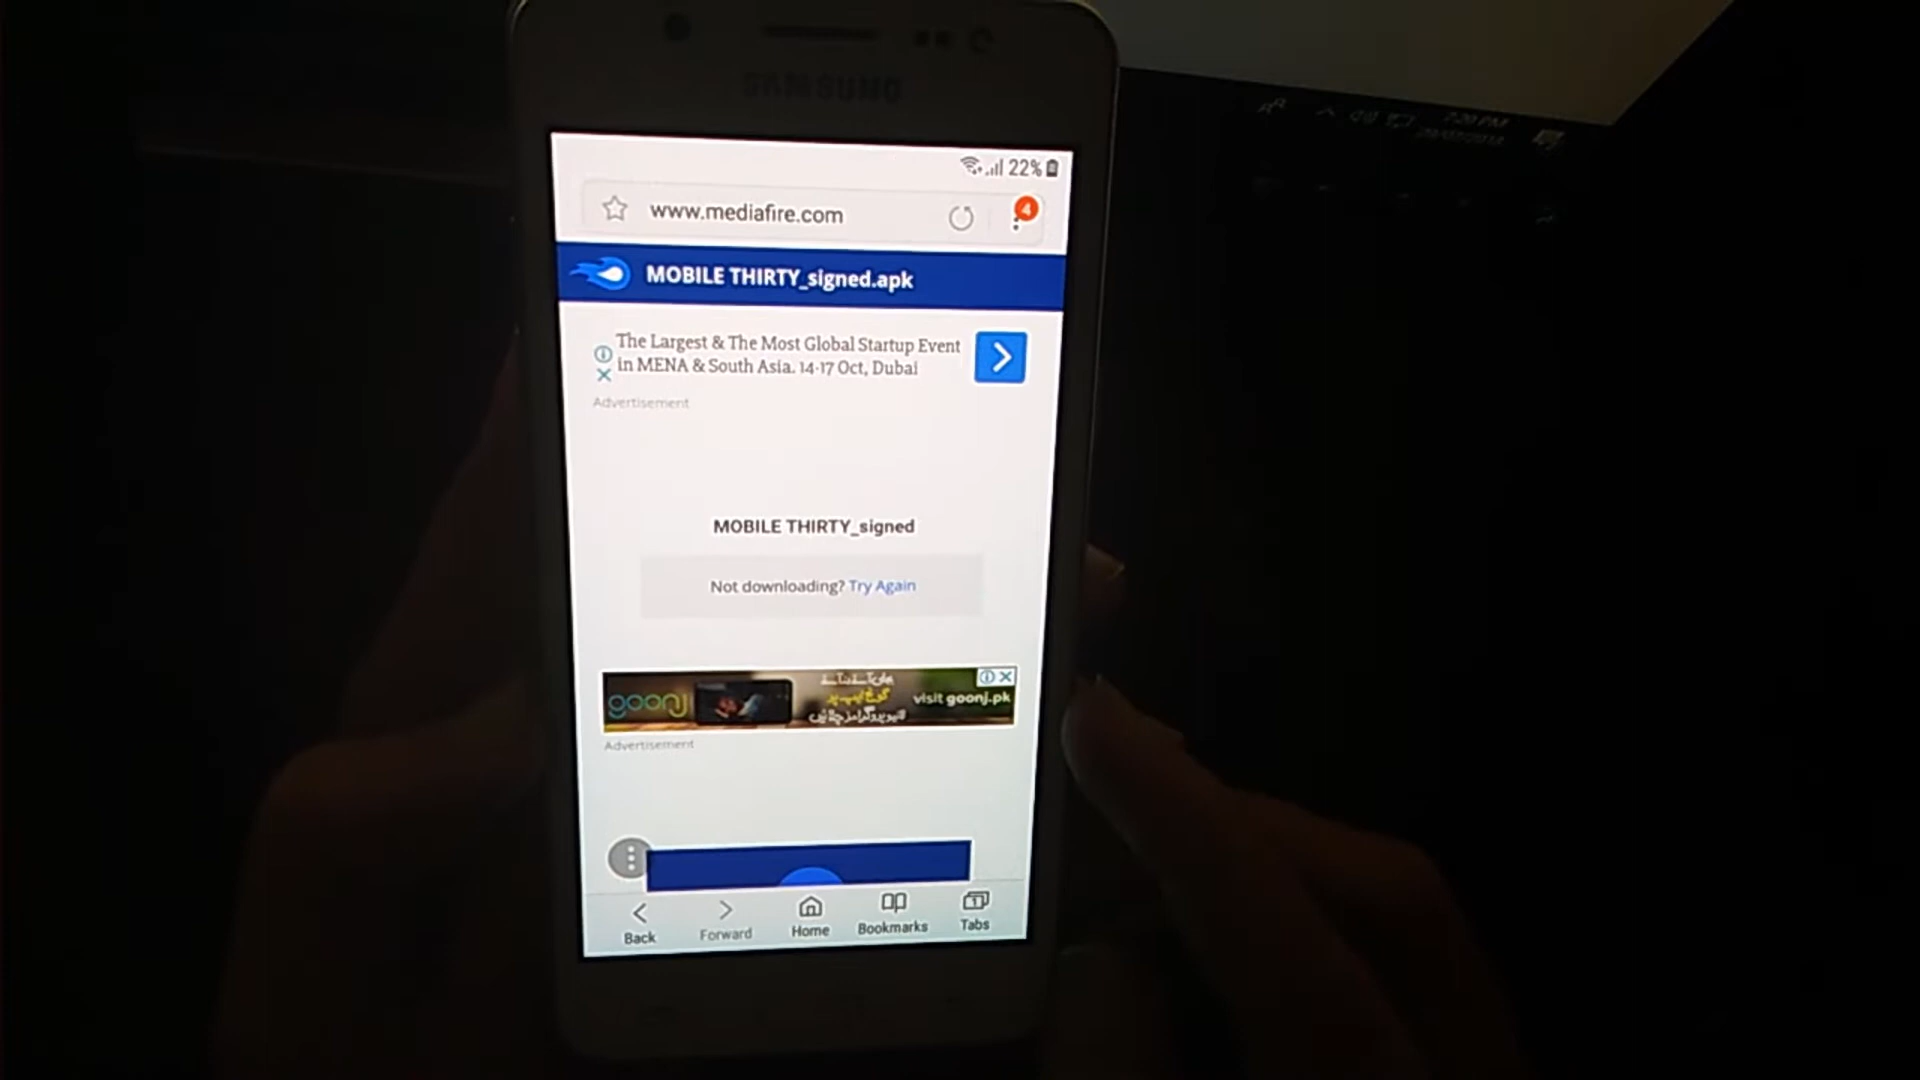 SAMSUNG
22%
www.mediafire.com
4
MOBILE THIRTY_signed.apk
The Largest & The Most Global Startup Event
in MENA & South Asia. 14-17 Oct, Dubai
Advertisement
MOBILE THIRTY_signed
Not downloading? Try Again
goonj
visit goonj.pk
Advertisement
1
Back
Forward
Home
Bookmarks
Tabs